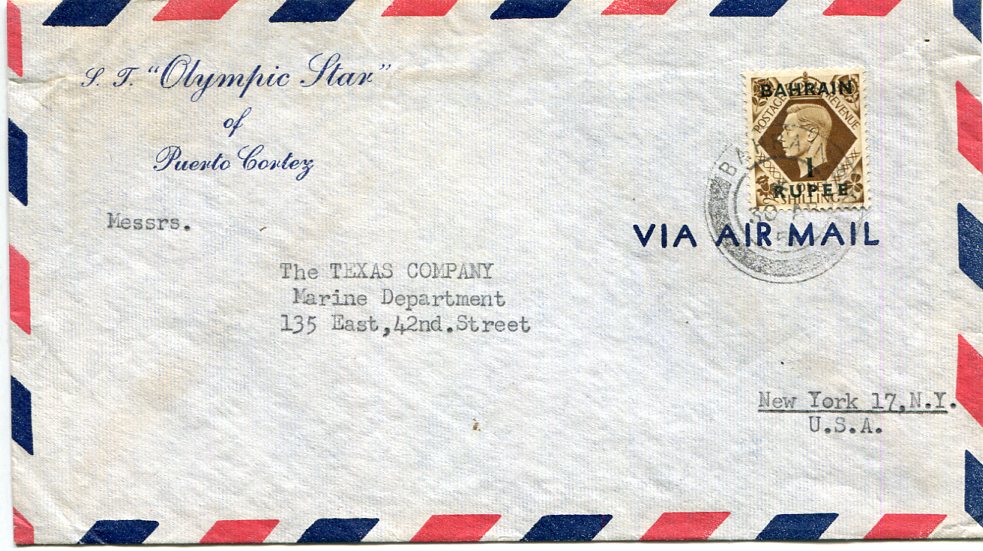 S. T. "Olympic Star"
of
Puerto Cortez
BAHRAIN
POSTAGE REVENUE
1
RUPEE
SHILLING
30
VIA AIR MAIL
Messrs.
The TEXAS COMPANY
Marine Department
135 East,42nd.Street
New York 17,N.Y.
U.S.A.